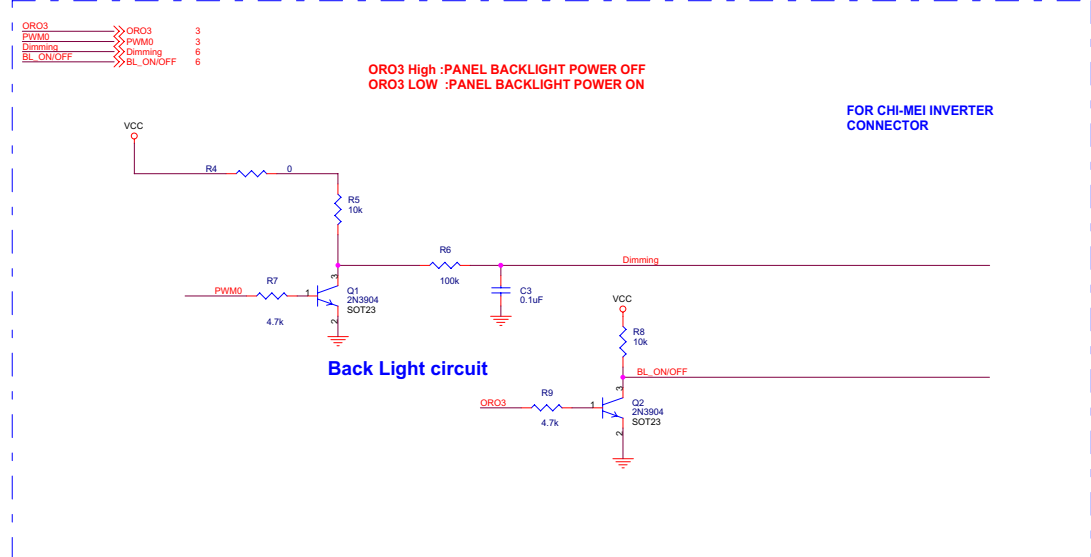 ORO3 ORO3 3
PWM0 PWM0 3
Dimming Dimming 6
BL_ON/OFF BL_ON/OFF 6
ORO3 High :PANEL BACKLIGHT POWER OFF
ORO3 LOW :PANEL BACKLIGHT POWER ON
FOR CHI-MEI INVERTER
CONNECTOR
VCC
R4 0
R5
10k
R6
100k
Dimming
PWM0
R7
4.7k
1
3
2
Q1
2N3904
SOT23
C3
0.1uF
VCC
R8
10k
Back Light circuit
BL_ON/OFF
ORO3
R9
4.7k
1
3
2
Q2
2N3904
SOT23